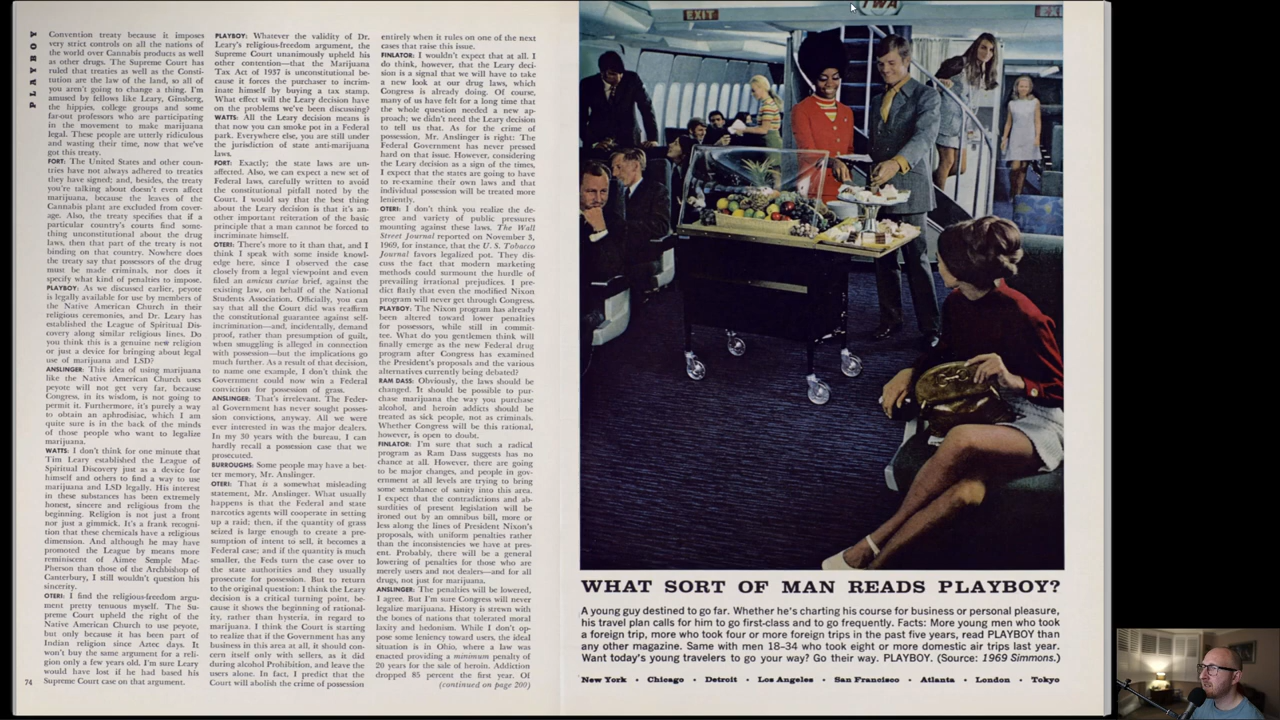 PLAYBOY
Convention treaty because it imposes
very strict controls on all the nations of
the world over Cannabis products as well
as other drugs. The Supreme Court has
ruled that treaties as well as the Consti-
tution are the law of the land, so all of
you aren't going to change a thing. I'm
amused by fellows like Leary, Ginsberg,
the hippies, college groups and some
far-out professors who are participating
in the movement to make marijuana
legal. These people are utterly ridiculous
and wasting their time, now that we've
got this treaty.
FORT: The United States and other coun-
tries have not always adhered to treaties
they have signed; and, besides, the treaty
you're talking about doesn't even affect
marijuana, because the leaves of the
Cannabis plant are excluded from cover-
age. Also, the treaty specifies that if a
particular country's courts find some-
thing unconstitutional about the drug
laws, then that part of the treaty is not
binding on that country. Nowhere does
the treaty say that possessors of the drug
must be made criminals, nor does it
specify what kind of penalties to impose.
PLAYBOY: As we discussed earlier, peyote
is legally available for use by members of
the Native American Church in their
religious ceremonies, and Dr. Leary has
established the League of Spiritual Dis-
covery along similar religious lines. Do
you think this is a genuine new religion
or just a device for bringing about legal
use of marijuana and LSD?
ANSLINGER: This idea of using marijuana
like the Native American Church uses
peyote will not get very far, because
Congress, in its wisdom, is not going to
permit it. Furthermore, it's purely a way
to obtain an aphrodisiac, which I am
quite sure is in the back of the minds
of those people who want to legalize
marijuana.
WATTS: I don't think for one minute that
Tim Leary established the League of
Spiritual Discovery just as a device for
himself and others to find a way to use
marijuana and LSD legally. His interest
in these substances has been extremely
honest, sincere and religious from the
beginning. Religion is not just a front
nor just a gimmick. It's a frank recogni-
tion that these chemicals have a religious
dimension. And although he may have
promoted the League by means more
reminiscent of Aimee Semple Mac-
Pherson than of the Archbishop of
Canterbury, I still wouldn't question his
sincerity.
OTERI: I find the religious-freedom argu-
ment pretty tenuous myself. The Su-
preme Court upheld the right of the
Native American Church to use peyote,
but only because it has been part of
Indian religion since Aztec days. It
won't buy the same argument for a reli-
gion only a few years old. I'm sure Leary
would have lost if he had based his
Supreme Court case on that argument.
74
PLAYBOY: Whatever the validity of Dr.
Leary's religious-freedom argument, the
Supreme Court unanimously upheld his
other contention—that the Marijuana
Tax Act of 1937 is unconstitutional be-
cause it forces the purchaser to incrim-
inate himself by buying a tax stamp.
What effect will the Leary decision have
on the problems we've been discussing?
WATTS: All the Leary decision means is
that now you can smoke pot in a Federal
park. Everywhere else, you are still under
the jurisdiction of state anti-marijuana
laws.
FORT: Exactly; the state laws are un-
affected. Also, we can expect a new set of
Federal laws, carefully written to avoid
the constitutional pitfall noted by the
Court. I would say that the best thing
about the Leary decision is that it's an-
other important reiteration of the basic
principle that a man cannot be forced to
incriminate himself.
OTERI: There's more to it than that, and I
think I speak with some inside knowl-
edge here, since I observed the case
closely from a legal viewpoint and even
filed an amicus curiae brief, against the
existing law, on behalf of the National
Students Association. Officially, you can
say that all the Court did was reaffirm
the constitutional guarantee against self-
incrimination—and, incidentally, demand
proof, rather than presumption of guilt,
when smuggling is alleged in connection
with possession—but the implications go
much further. As a result of that decision,
to name one example, I don't think the
Government could now win a Federal
conviction for possession of grass.
ANSLINGER: That's irrelevant. The Feder-
al Government has never sought posses-
sion convictions, anyway. All we were
ever interested in was the major dealers.
In my 30 years with the bureau, I can
hardly recall a possession case that we
prosecuted.
BURROUGHS: Some people may have a bet-
ter memory, Mr. Anslinger.
OTERI: That is a somewhat misleading
statement, Mr. Anslinger. What usually
happens is that the Federal and state
narcotics agents will cooperate in setting
up a raid; then, if the quantity of grass
seized is large enough to create a pre-
sumption of intent to sell, it becomes a
Federal case; and if the quantity is much
smaller, the Feds turn the case over to
the state authorities and they usually
prosecute for possession. But to return
to the original question: I think the Leary
decision is a critical turning point, be-
cause it shows the beginning of rational-
ity, rather than hysteria, in regard to
marijuana. I think the Court is starting
to realize that if the Government has any
business in this area at all, it should con-
cern itself only with sellers, as it did
during alcohol Prohibition, and leave the
users alone. In fact, I predict that the
Court will abolish the crime of possession
entirely when it rules on one of the next
cases that raise this issue.
FINLATOR: I wouldn't expect that at all. I
do think, however, that the Leary deci-
sion is a signal that we will have to take
a new look at our drug laws, which
Congress is already doing. Of course,
many of us have felt for a long time that
the whole question needed a new ap-
proach; we didn't need the Leary decision
to tell us that. As for the crime of
possession, Mr. Anslinger is right: The
Federal Government has never pressed
hard on that issue. However, considering
the Leary decision as a sign of the times,
I expect that the states are going to have
to re-examine their own laws and that
individual possession will be treated more
leniently.
OTERI: I don't think you realize the de-
gree and variety of public pressures
mounting against these laws. The Wall
Street Journal reported on November 3,
1969, for instance, that the U. S. Tobacco
Journal favors legalized pot. They dis-
cuss the fact that modern marketing
methods could surmount the hurdle of
prevailing irrational prejudices. I pre-
dict flatly that even the modified Nixon
program will never get through Congress.
PLAYBOY: The Nixon program has already
been altered toward lower penalties
for possessors, while still in commit-
tee. What do you gentlemen think will
finally emerge as the new Federal drug
program after Congress has examined
the President's proposals and the various
alternatives currently being debated?
RAM DASS: Obviously, the laws should be
changed. It should be possible to pur-
chase marijuana the way you purchase
alcohol, and heroin addicts should be
treated as sick people, not as criminals.
Whether Congress will be this rational,
however, is open to doubt.
FINLATOR: I'm sure that such a radical
program as Ram Dass suggests has no
chance at all. However, there are going
to be major changes, and people in gov-
ernment at all levels are trying to bring
some semblance of sanity into this area.
I expect that the contradictions and ab-
surdities of present legislation will be
ironed out by an omnibus bill, more or
less along the lines of President Nixon's
proposals, with uniform penalties rather
than the inconsistencies we have at pres-
ent. Probably, there will be a general
lowering of penalties for those who are
merely users and not dealers—and for all
drugs, not just for marijuana.
ANSLINGER: The penalties will be lowered,
I agree. But I'm sure Congress will never
legalize marijuana. History is strewn with
the bones of nations that tolerated moral
laxity and hedonism. While I don't op-
pose some leniency toward users, the ideal
situation is in Ohio, where a law was
enacted providing a minimum penalty of
20 years for the sale of heroin. Addiction
dropped 85 percent the first year. Of
(continued on page 200)
EXIT
TWA
EXI
WHAT SORT OF MAN READS PLAYBOY?
A young guy destined to go far. Whether he's charting his course for business or personal pleasure,
his travel plan calls for him to go first-class and to go frequently. Facts: More young men who took
a foreign trip, more who took four or more foreign trips in the past five years, read PLAYBOY than
any other magazine. Same with men 18–34 who took eight or more domestic air trips last year.
Want today's young travelers to go your way? Go their way. PLAYBOY. (Source: 1969 Simmons.)
New York • Chicago • Detroit • Los Angeles • San Francisco • Atlanta • London • Tokyo